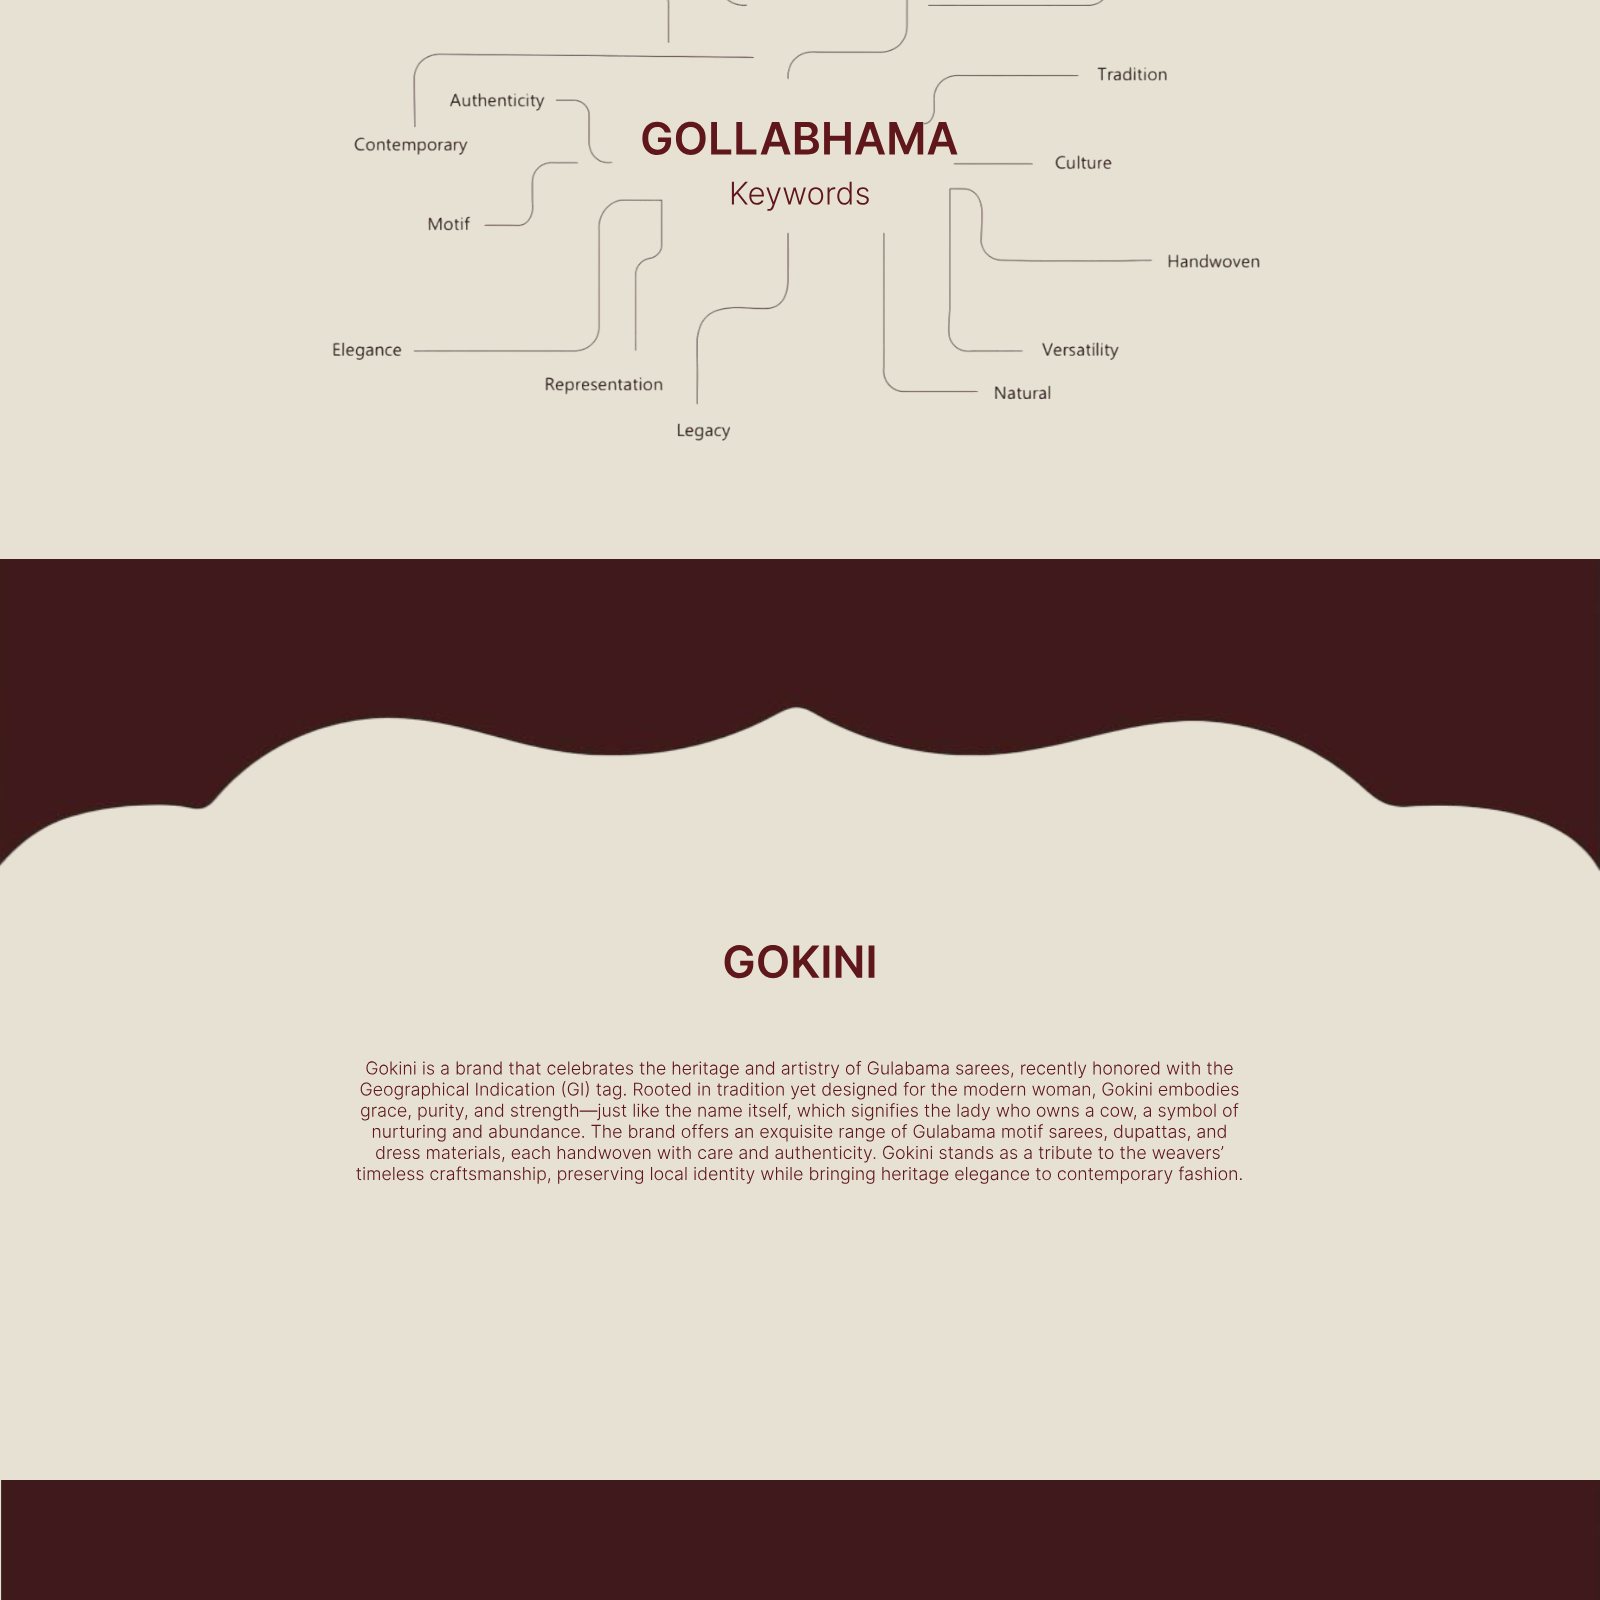 Tradition
Authenticity
GOLLABHAMA
Contemporary
Culture
Keywords
Motif
Handwoven
Elegance
Versatility
Representation
Natural
Legacy
GOKINI
Gokini is a brand that celebrates the heritage and artistry of Gulabama sarees, recently honored with the
Geographical Indication (GI) tag. Rooted in tradition yet designed for the modern woman, Gokini embodies
grace, purity, and strength—just like the name itself, which signifies the lady who owns a cow, a symbol of
nurturing and abundance. The brand offers an exquisite range of Gulabama motif sarees, dupattas, and
dress materials, each handwoven with care and authenticity. Gokini stands as a tribute to the weavers’
timeless craftsmanship, preserving local identity while bringing heritage elegance to contemporary fashion.